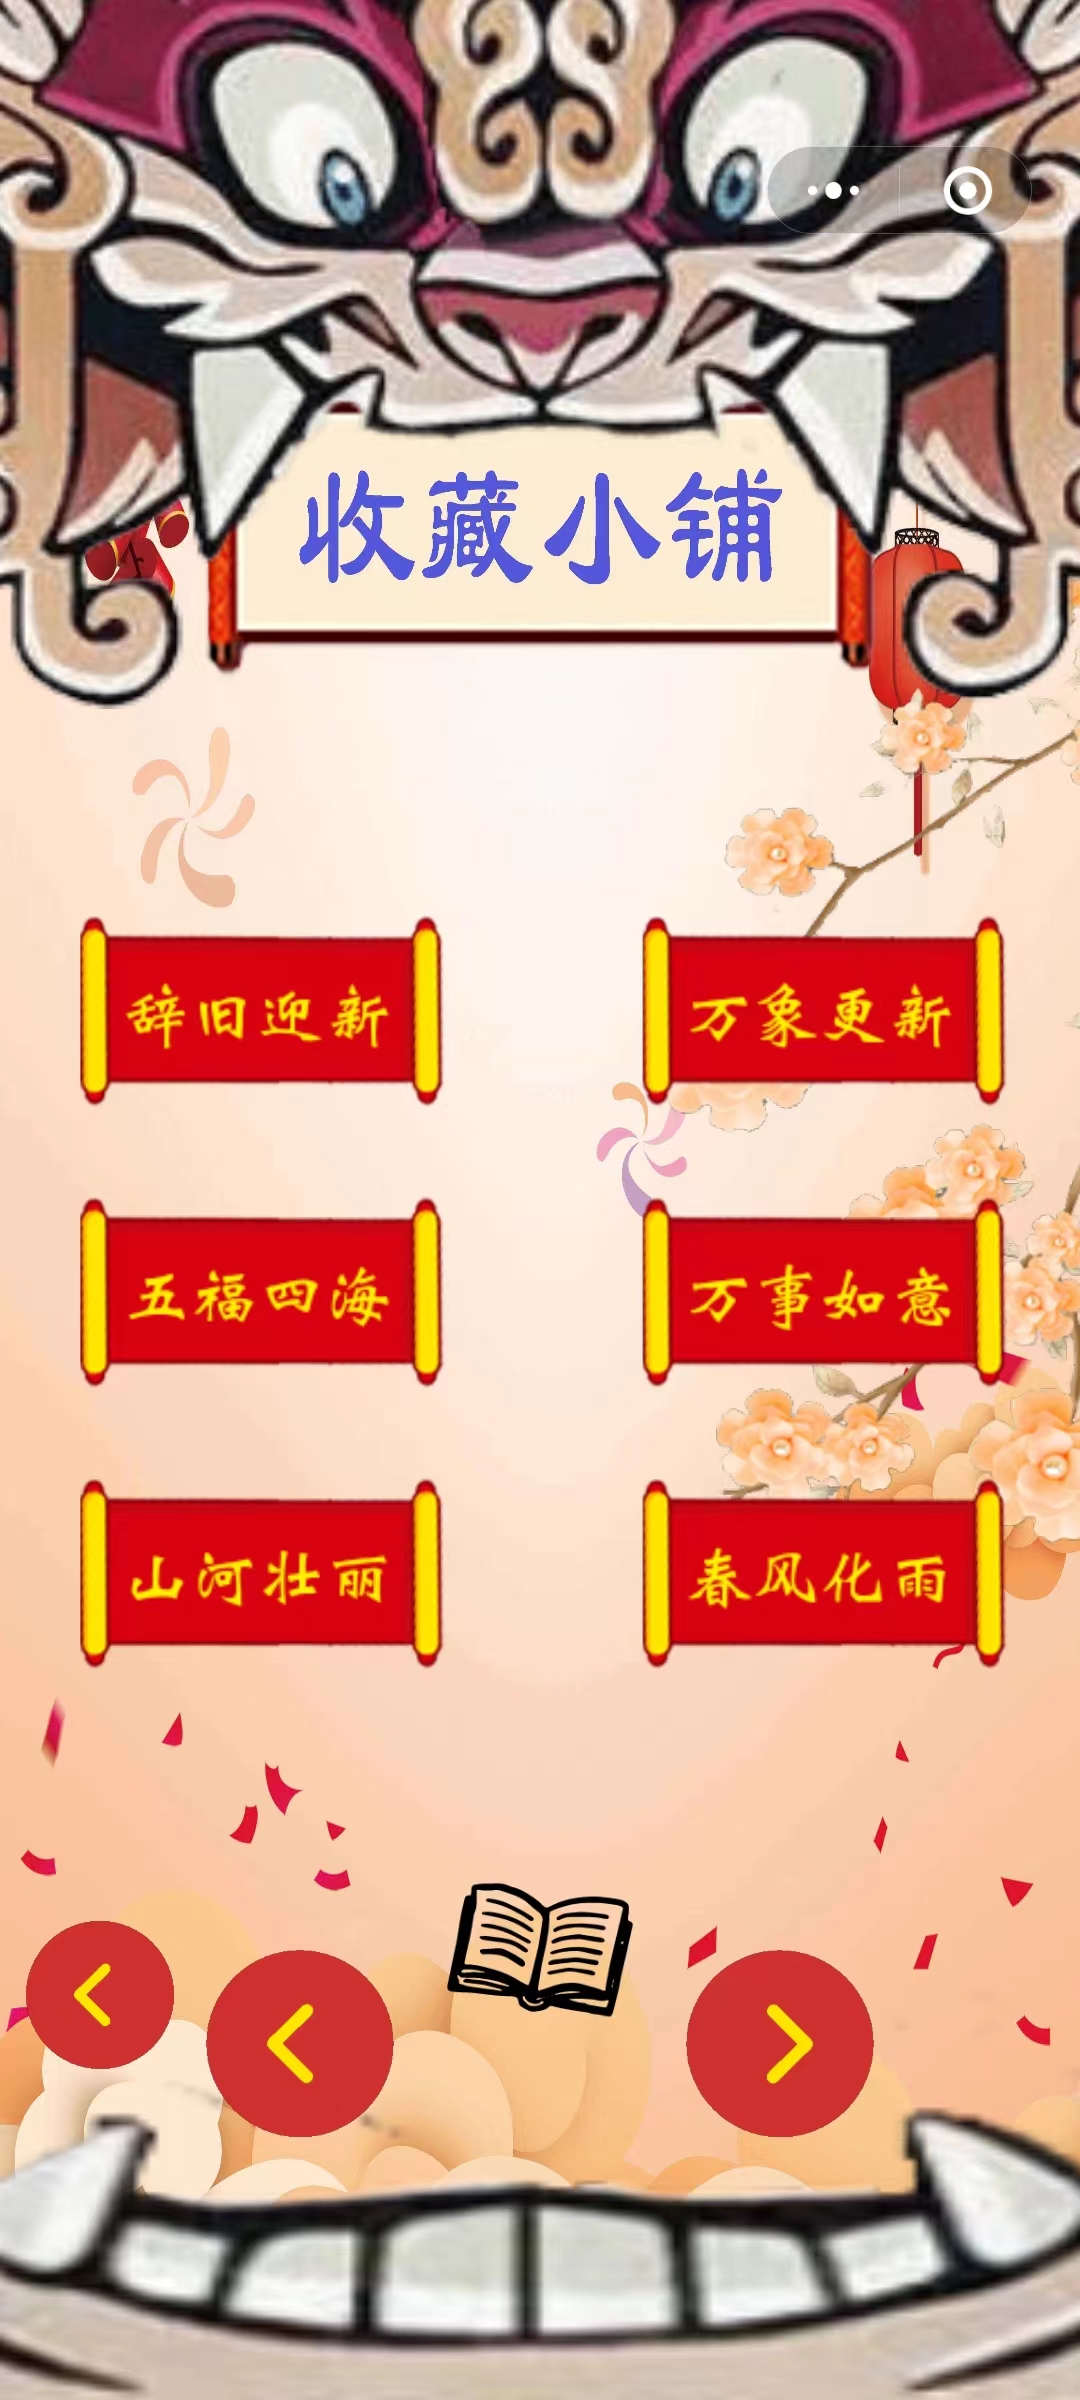 收藏小铺
辞旧迎新
万象更新
五福四海
万事如意
山河壮丽
春风化雨